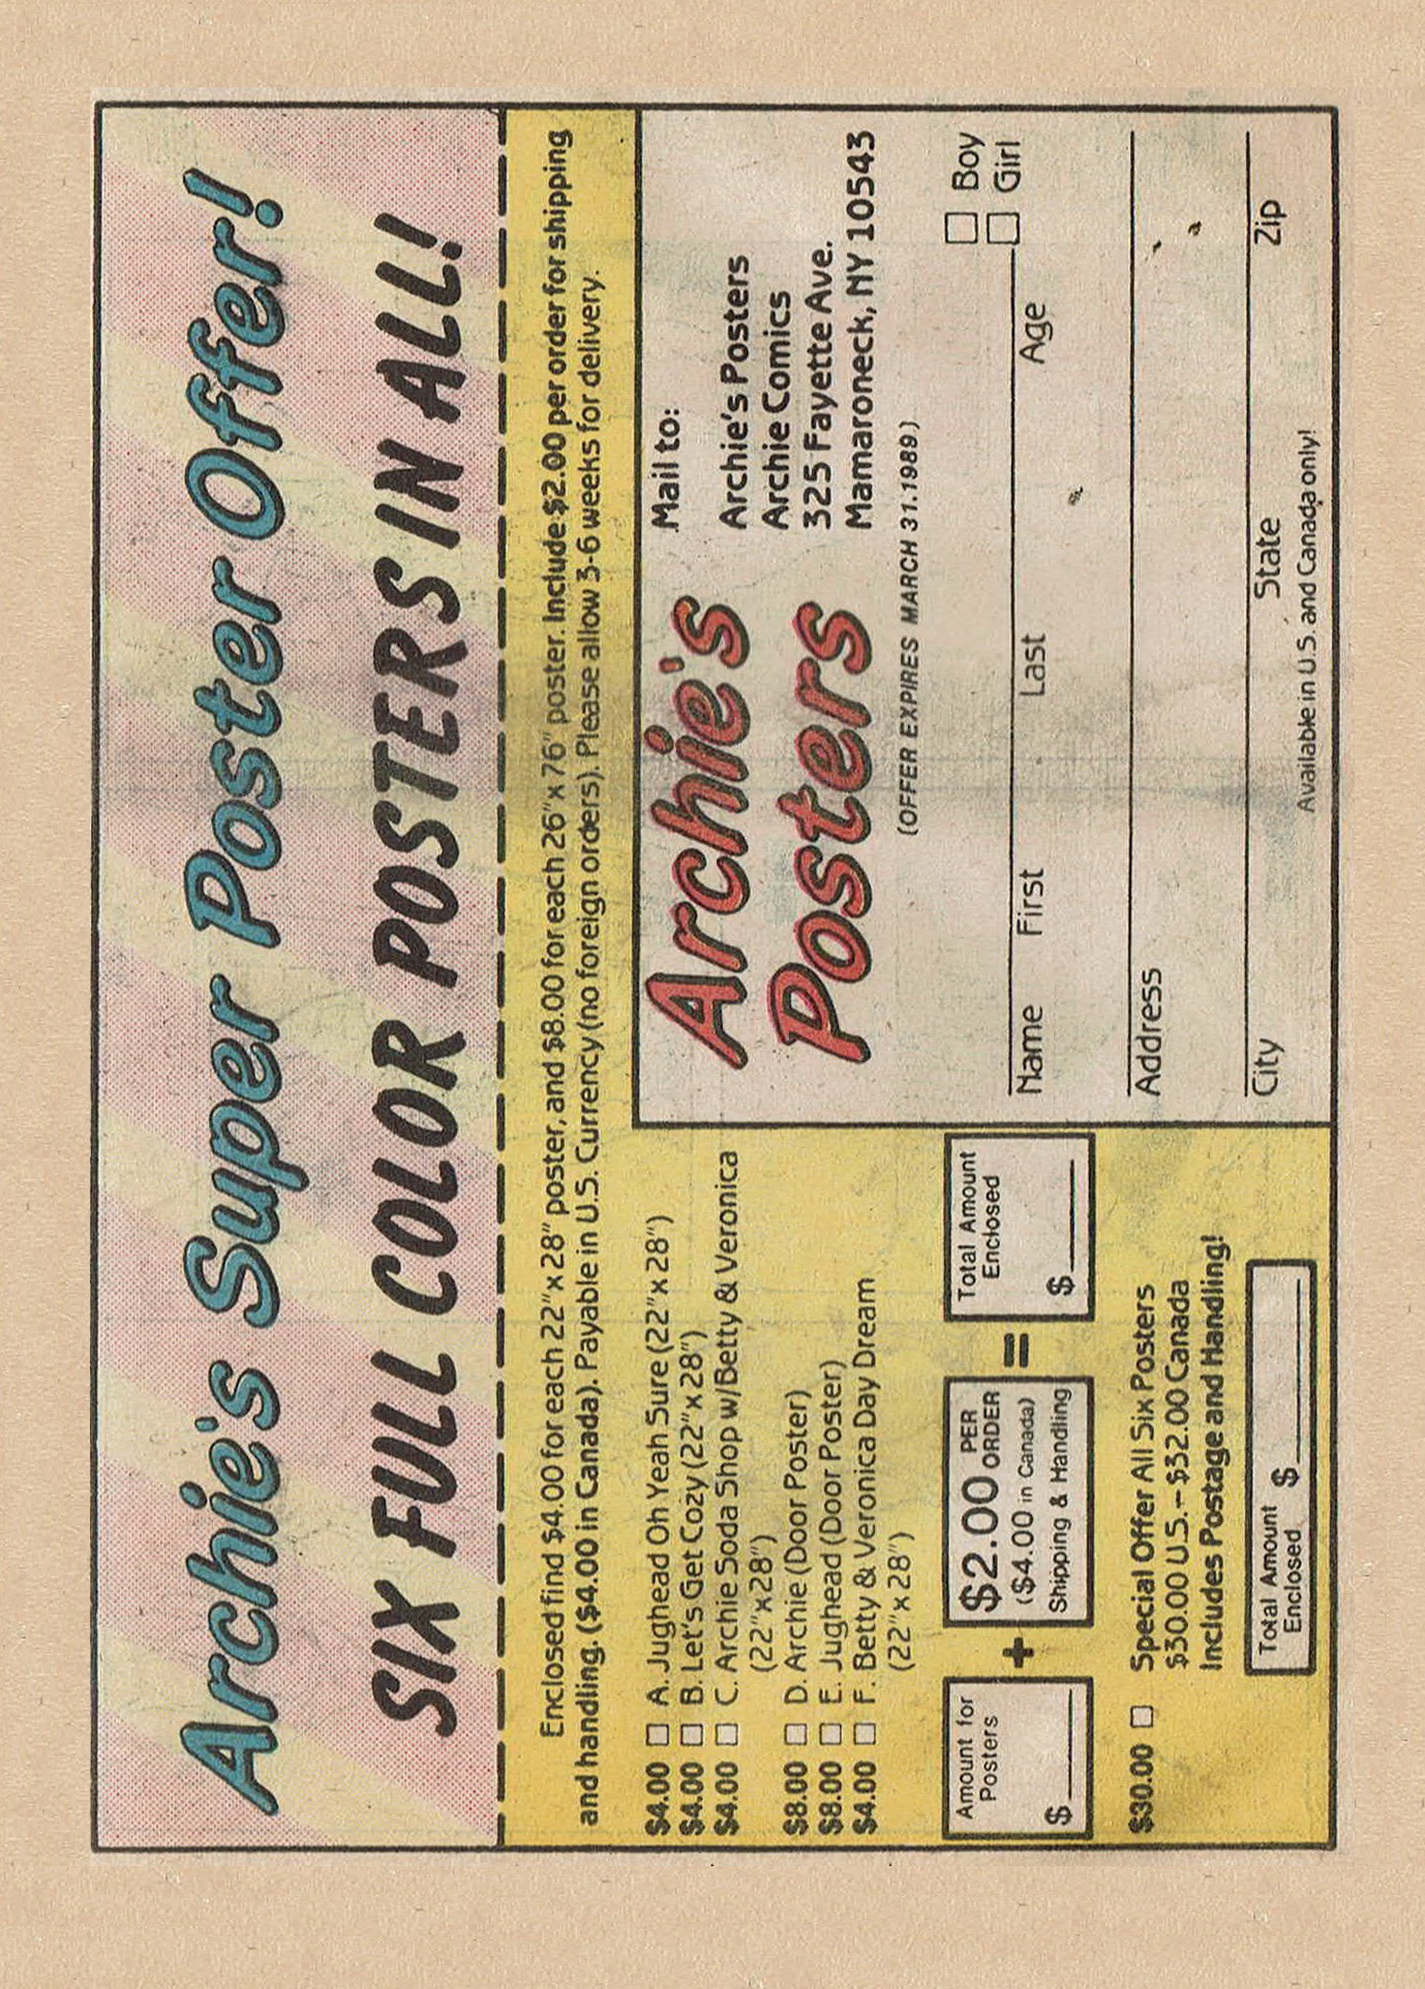 Archie's Super Poster Offer!
SIX FULL COLOR POSTERS IN ALL!
Enclosed find $4.00 for each 22"x 28" poster, and $8.00 for each 26"x 76" poster. Include $2.00 per order for shipping
and handling. ($4.00 in Canada). Payable in U.S. Currency (no foreign orders). Please allow 3-6 weeks for delivery.
$4.00 A. Jughead Oh Yeah Sure (22"x 28")
$4.00 B. Let's Get Cozy (22"x 28")
$4.00 C. Archie Soda Shop w/Betty & Veronica
(22"x 28")
$8.00 D. Archie (Door Poster)
$8.00 E. Jughead (Door Poster)
$4.00 F. Betty & Veronica Day Dream
(22"x 28")
Amount for
Posters
$
+
$2.00 PER
ORDER
($4.00 in Canada)
Shipping & Handling
=
Total Amount
Enclosed
$
$30.00 Special Offer All Six Posters
$30.00 U.S. – $32.00 Canada
Includes Postage and Handling!
Total Amount
Enclosed $
Archie's
Posters
Mail to:
Archie's Posters
Archie Comics
325 Fayette Ave.
Mamaroneck, NY 10543
(OFFER EXPIRES MARCH 31.1989)
Boy
Girl
Name First Last Age
Address
City State Zip
Available in U.S. and Canada only!